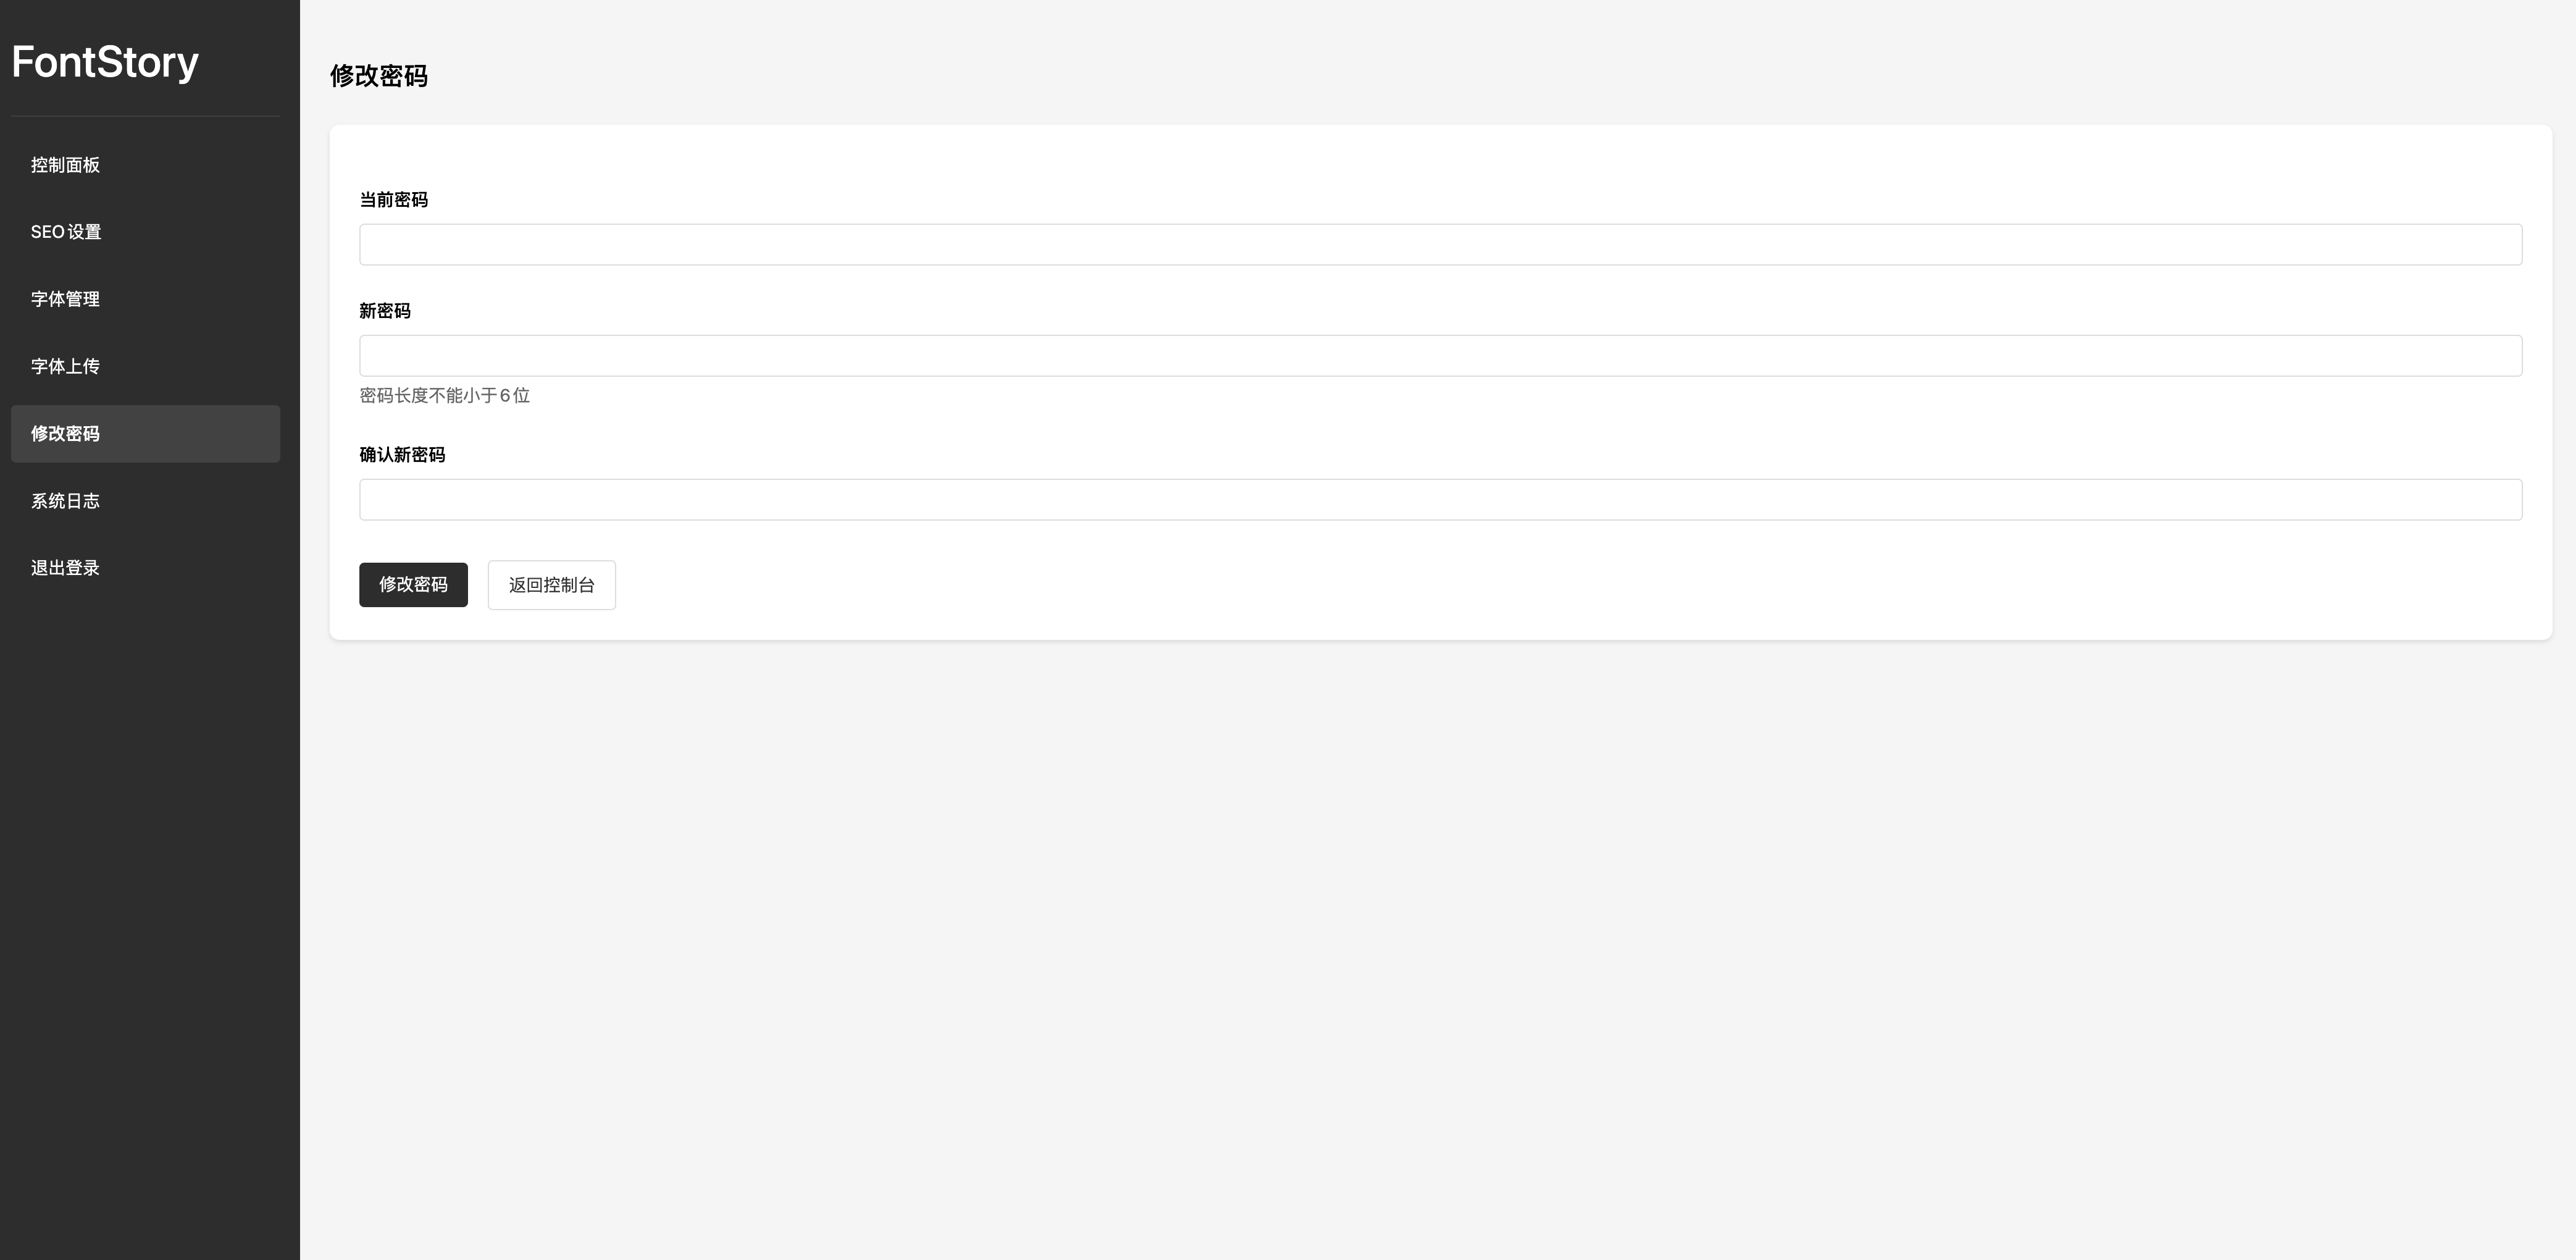 FontStory
控制面板
SEO设置
字体管理
字体上传
修改密码
系统日志
退出登录
修改密码
当前密码
新密码
密码长度不能小于6位
确认新密码
修改密码
返回控制台